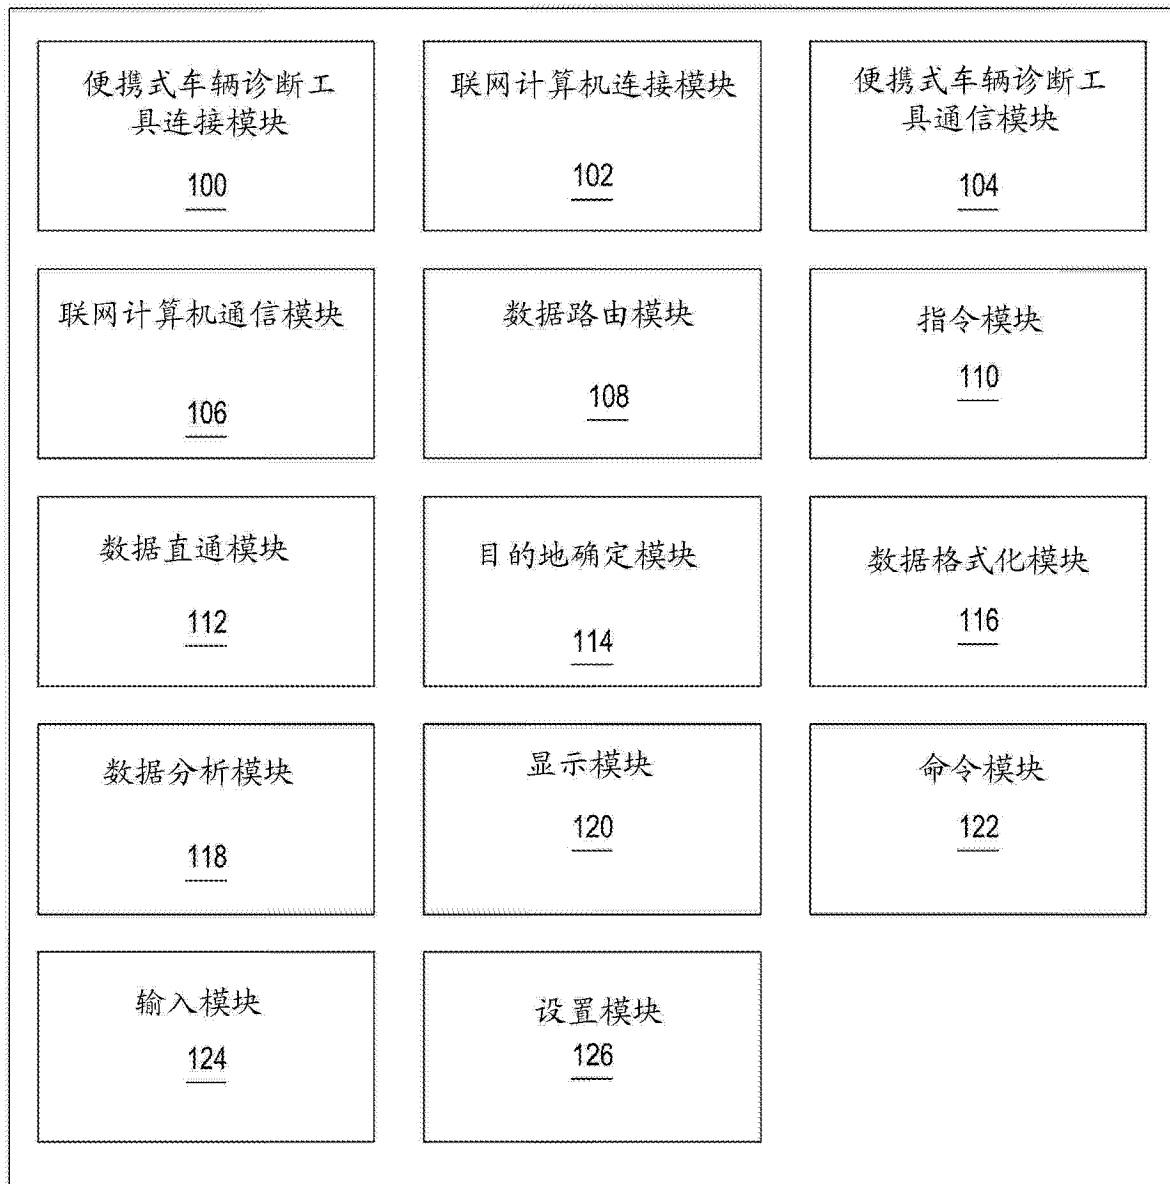 便携式车辆诊断工
具连接模块
100
联网计算机连接模块
102
便携式车辆诊断工
具通信模块
104
联网计算机通信模块
106
数据路由模块
108
指令模块
110
数据直通模块
112
目的地确定模块
114
数据格式化模块
116
数据分析模块
118
显示模块
120
命令模块
122
输入模块
124
设置模块
126